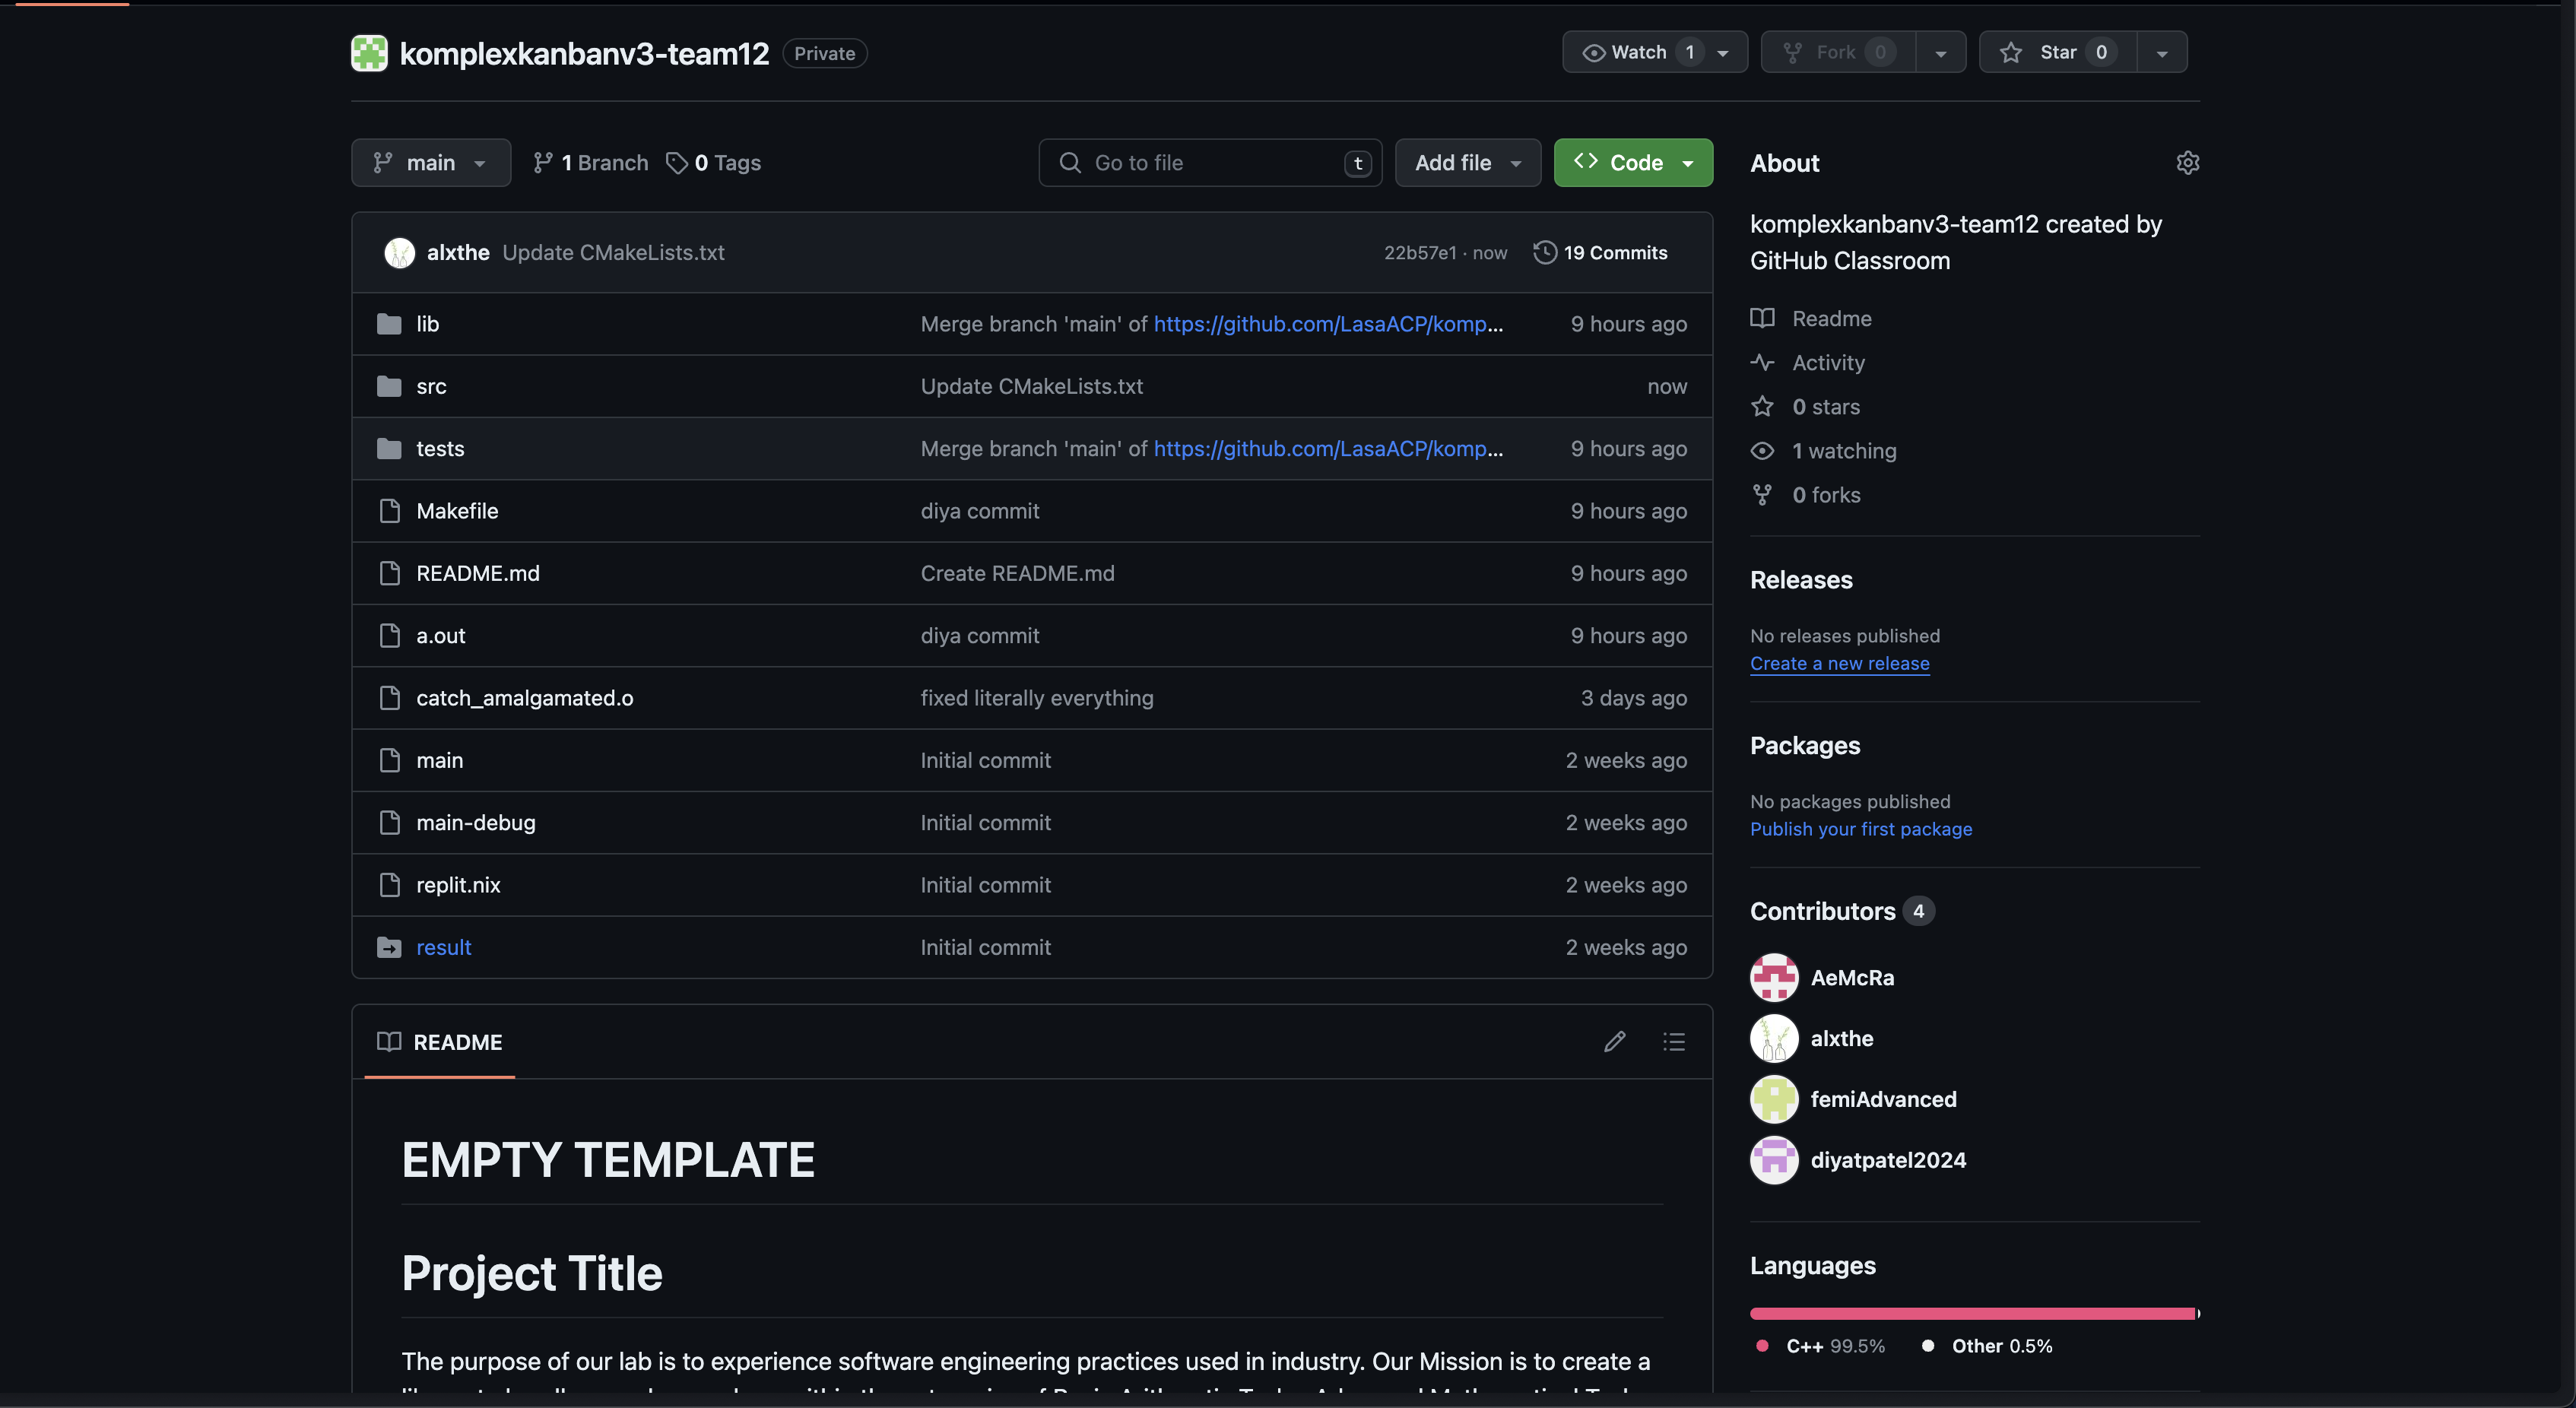 komplexkanbanv3-team12 Private
Watch 1
Fork 0
Star 0
main
1 Branch
0 Tags
Go to file t
Add file
Code
alxthe Update CMakeLists.txt 22b57e1 · now 19 Commits
lib Merge branch 'main' of https://github.com/LasaACP/komp... 9 hours ago
src Update CMakeLists.txt now
tests Merge branch 'main' of https://github.com/LasaACP/komp... 9 hours ago
Makefile diya commit 9 hours ago
README.md Create README.md 9 hours ago
a.out diya commit 9 hours ago
catch_amalgamated.o fixed literally everything 3 days ago
main Initial commit 2 weeks ago
main-debug Initial commit 2 weeks ago
replit.nix Initial commit 2 weeks ago
result Initial commit 2 weeks ago
README
EMPTY TEMPLATE
Project Title
The purpose of our lab is to experience software engineering practices used in industry. Our Mission is to create a
About
komplexkanbanv3-team12 created by
GitHub Classroom
Readme
Activity
0 stars
1 watching
0 forks
Releases
No releases published
Create a new release
Packages
No packages published
Publish your first package
Contributors 4
AeMcRa
alxthe
femiAdvanced
diyatpatel2024
Languages
C++ 99.5%
Other 0.5%